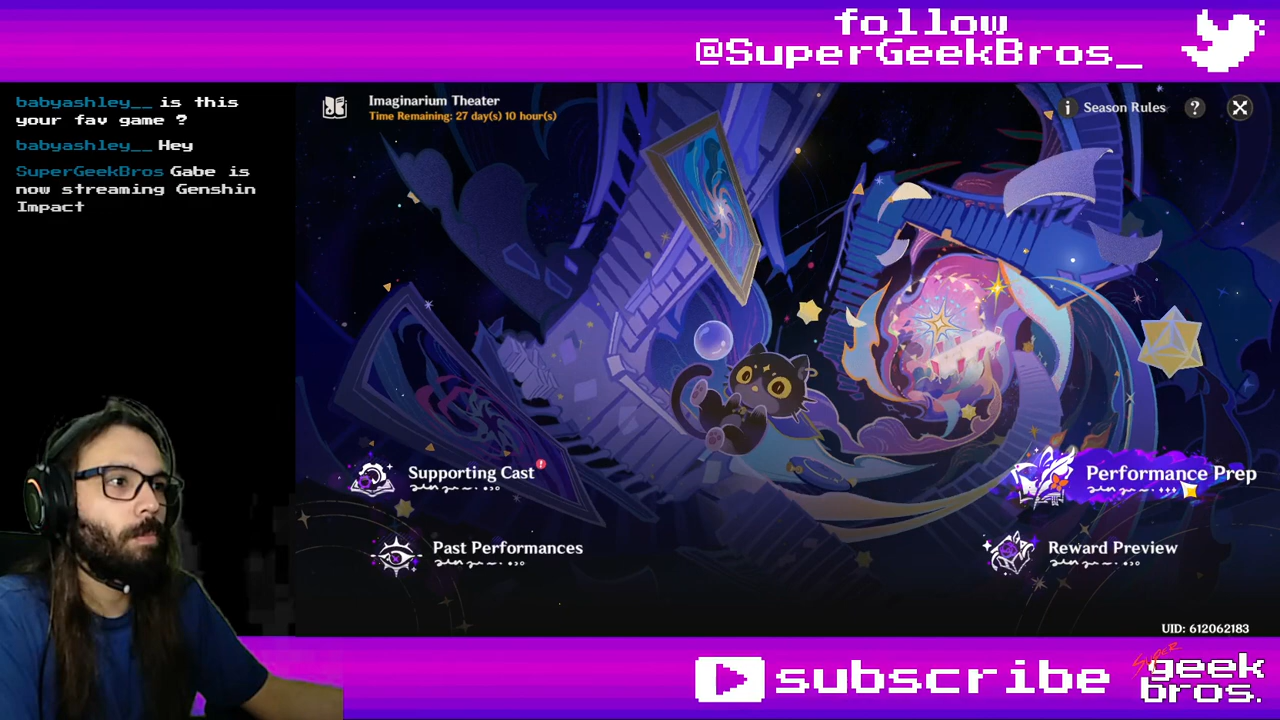 follow
@SuperGeekBros_
babyashley__ is this
your fav game ?
babyashley__ Hey
SuperGeekBros Gabe is
now streaming Genshin
Impact
Imaginarium Theater
Time Remaining: 27 day(s) 10 hour(s)
i Season Rules ?
Supporting Cast
Performance Prep
Past Performances
Reward Preview
UID: 612062183
subscribe
SUPER
geek
bros.